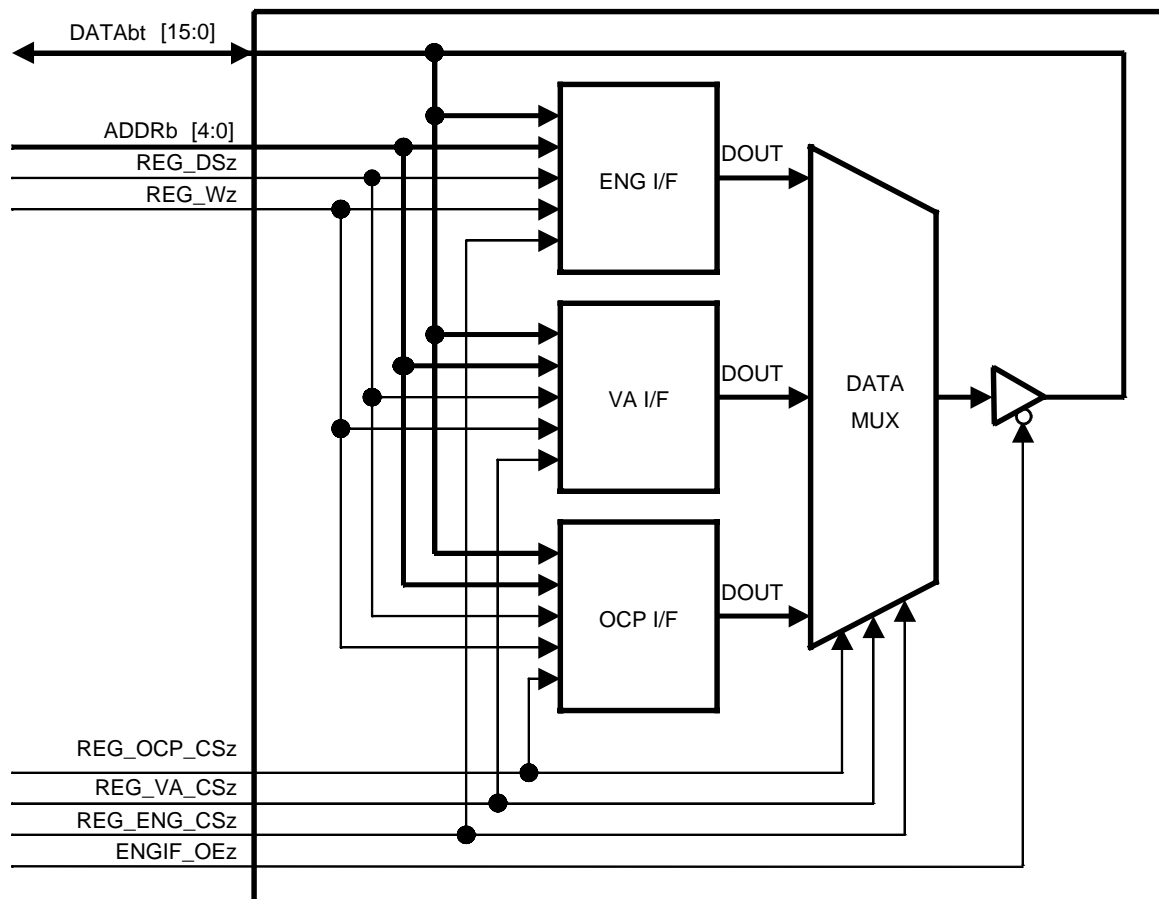 DATAbt [15:0]
ADDRb [4:0]
REG_DSz
REG_Wz
ENG I/F
DOUT
VA I/F
DOUT
DATA
MUX
OCP I/F
DOUT
REG_OCP_CSz
REG_VA_CSz
REG_ENG_CSz
ENGIF_OEz